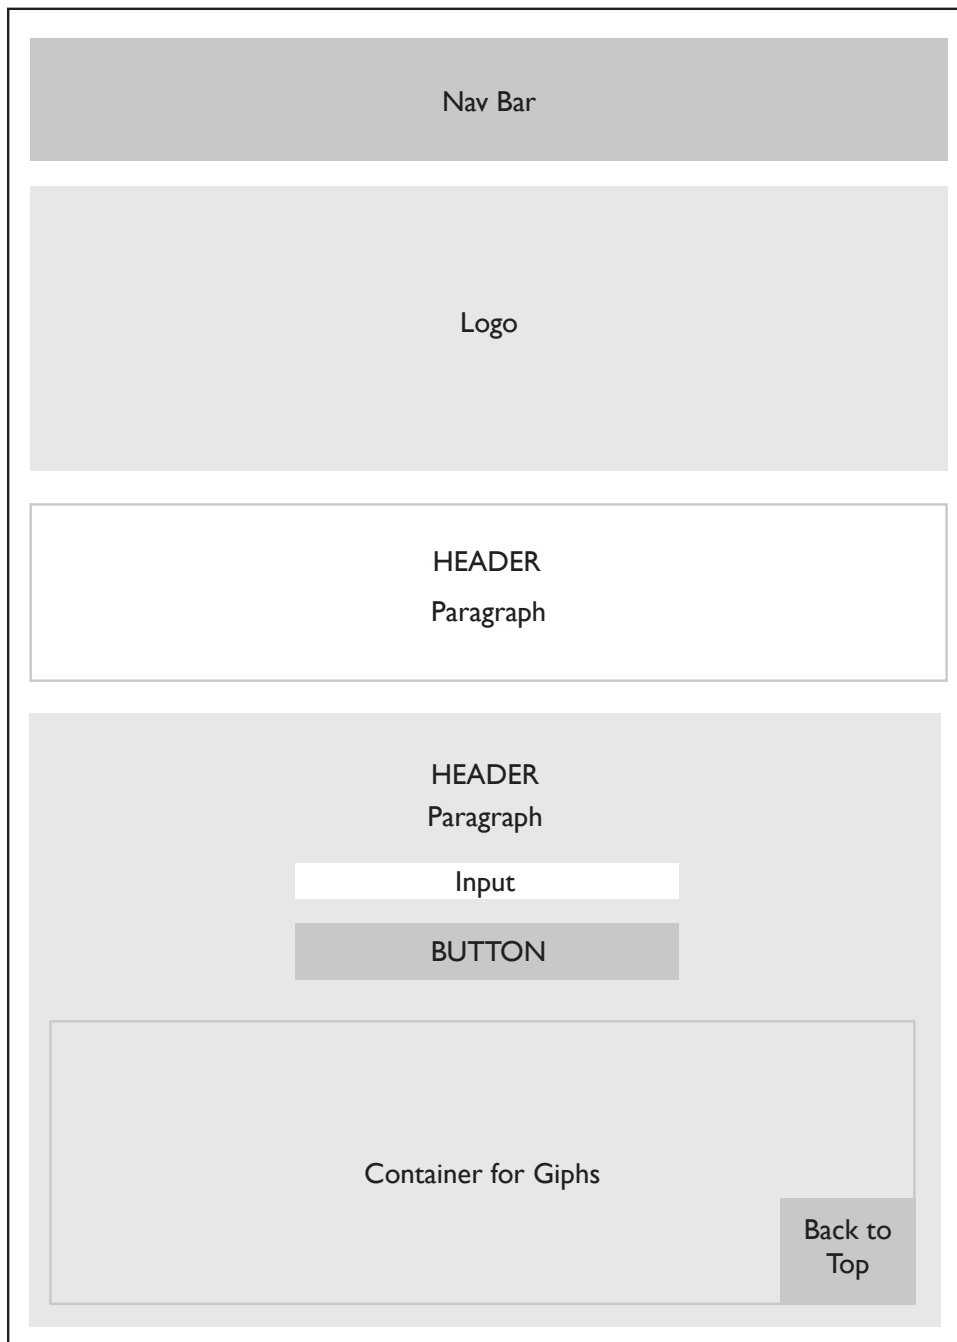 Nav Bar
Logo
HEADER
Paragraph
HEADER
Paragraph
Input
BUTTON
Container for Giphs
Back to
Top